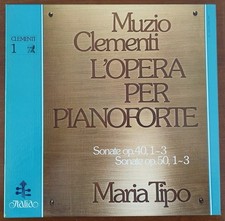 CLEMENTI
1
Muzio
Clementi
L'OPERA
PER
PIANOFORTE
Sonate op.40, 1-3
Sonate op.50, 1-3
Maria Tipo
Italia